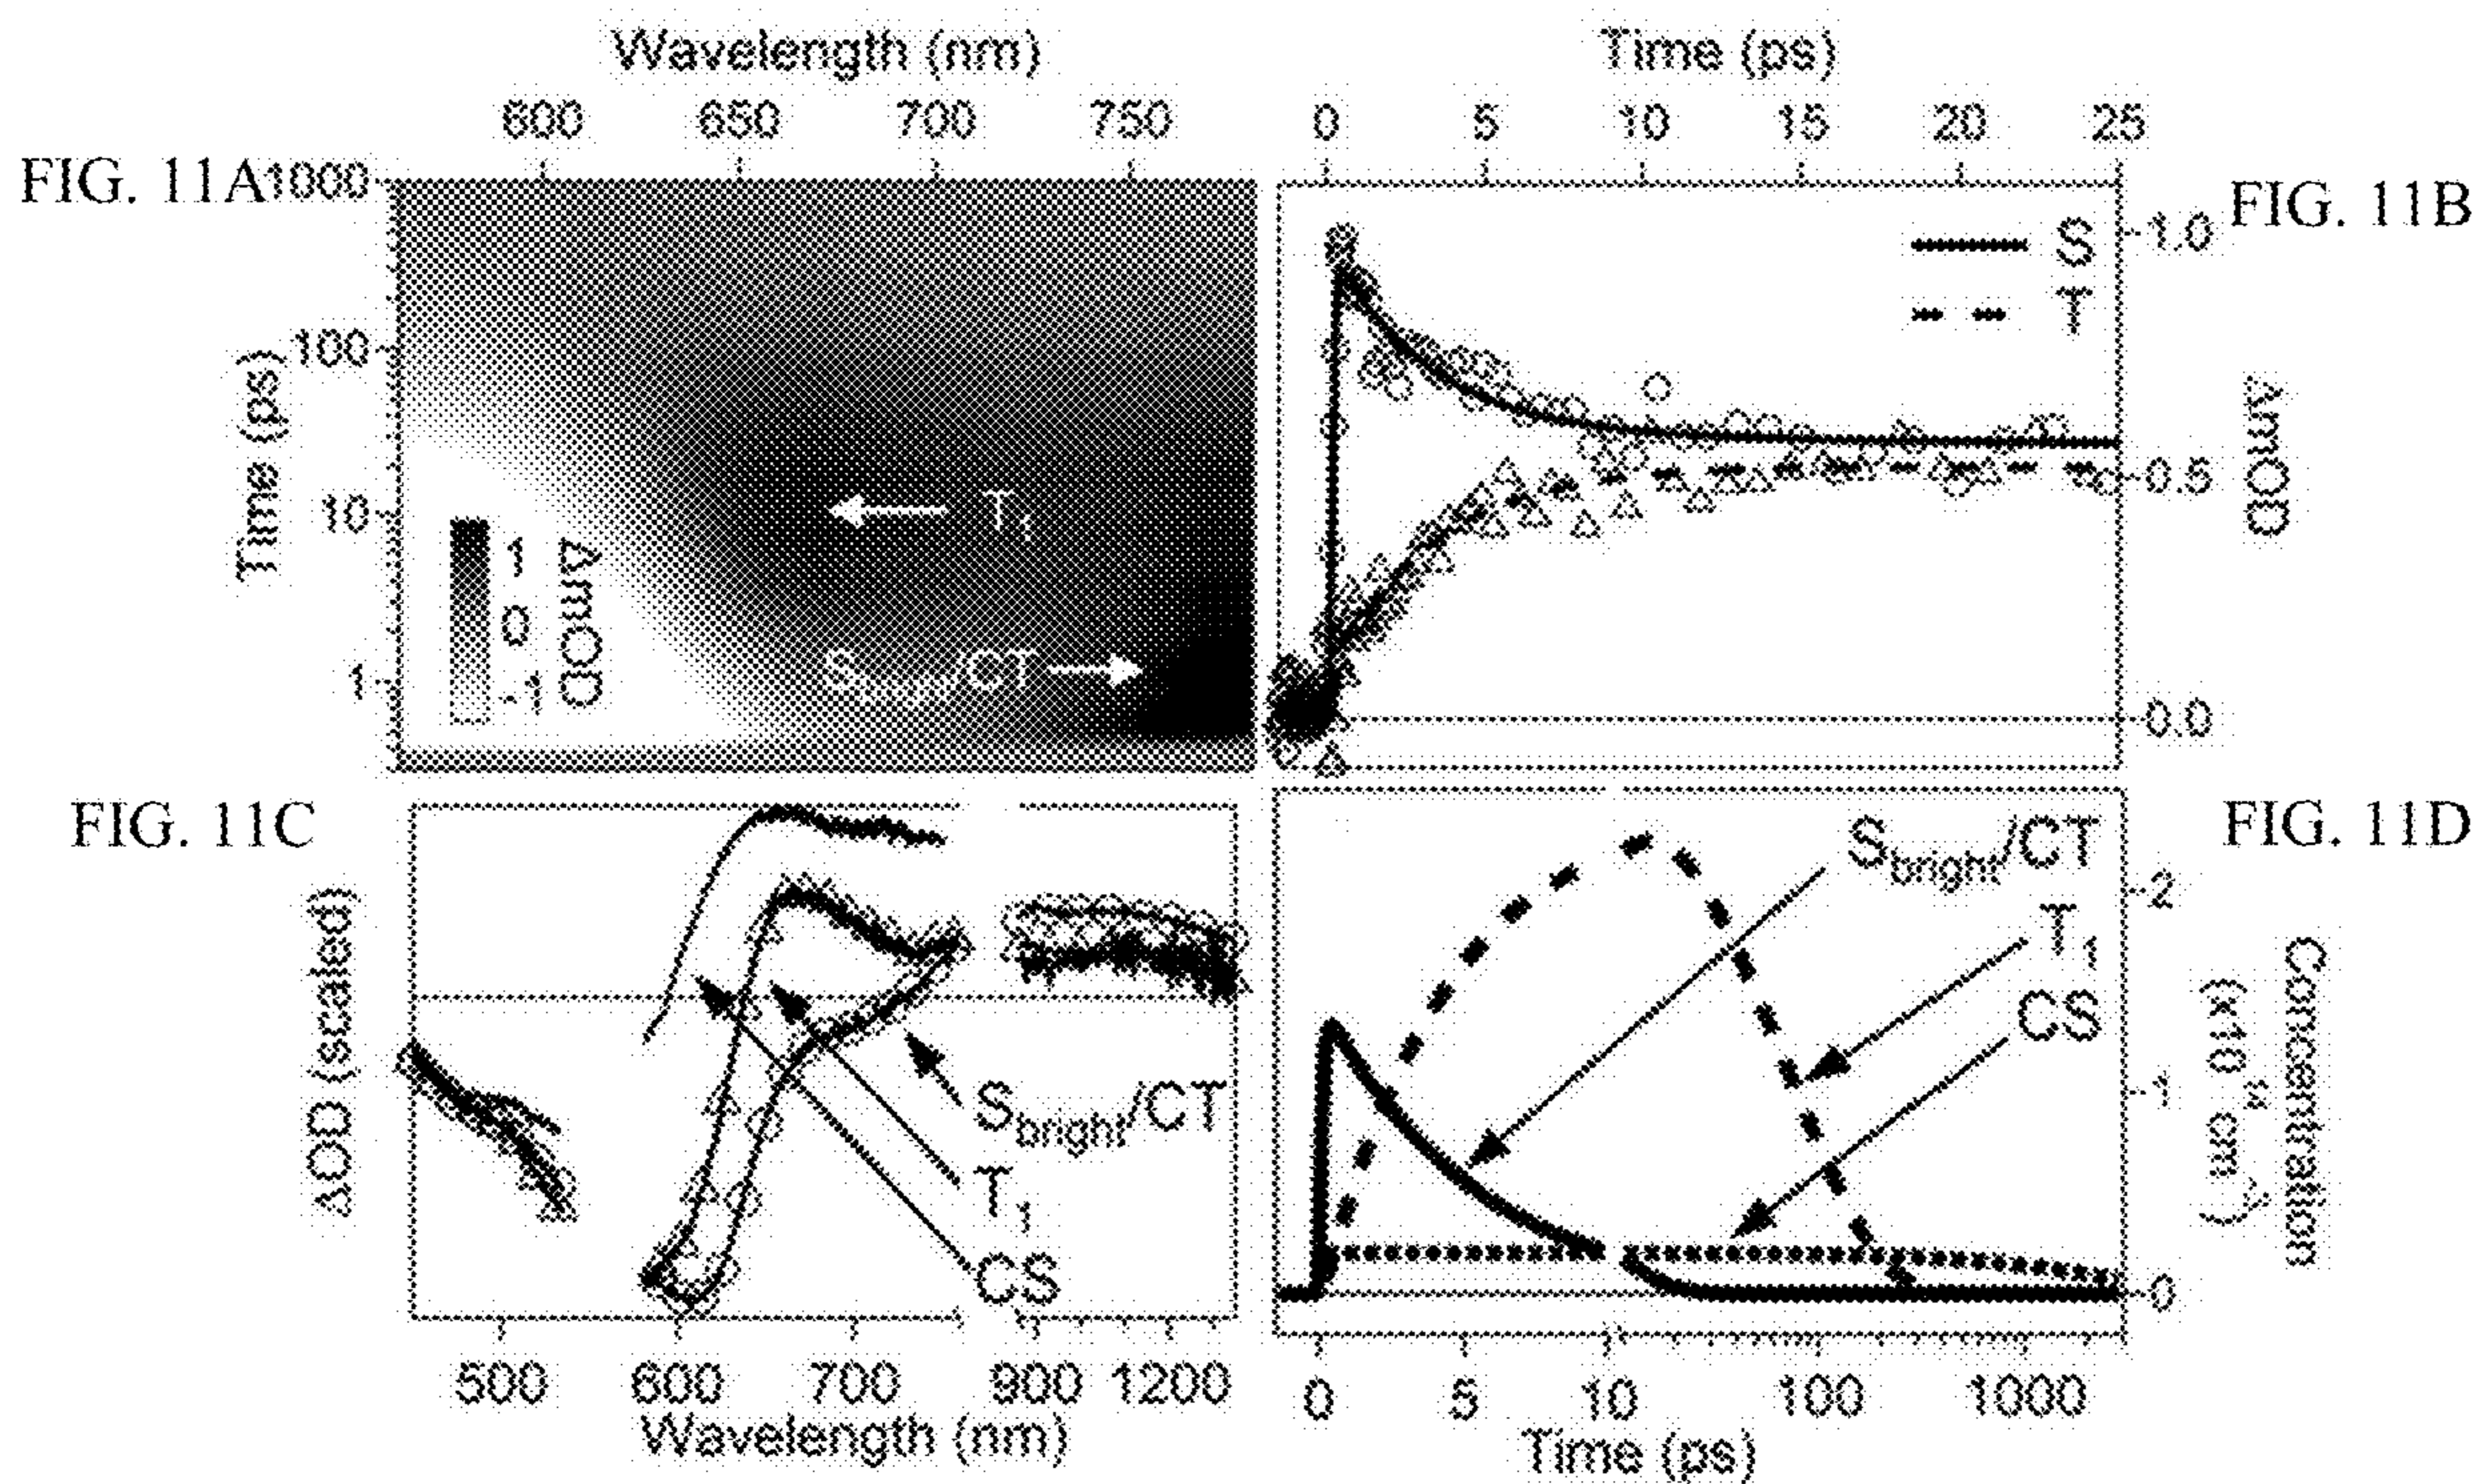 Wavelength (nm)
600 650 700 750
FIG. 11A
1000
100
10
1
Time (ps)
1
0
-1
ΔmOD
T₁
/CT
Time (ps)
0 5 10 15 20 25
FIG. 11B
S
T
1.0
0.5
0.0
ΔmOD
FIG. 11C
ΔOD (scaled)
S_bright/CT
T₁
CS
500 600 700 900 1200
Wavelength (nm)
FIG. 11D
S_bright/CT
T₁
CS
2
1
0
Concentration
0 5 10 100 1000
Time (ps)